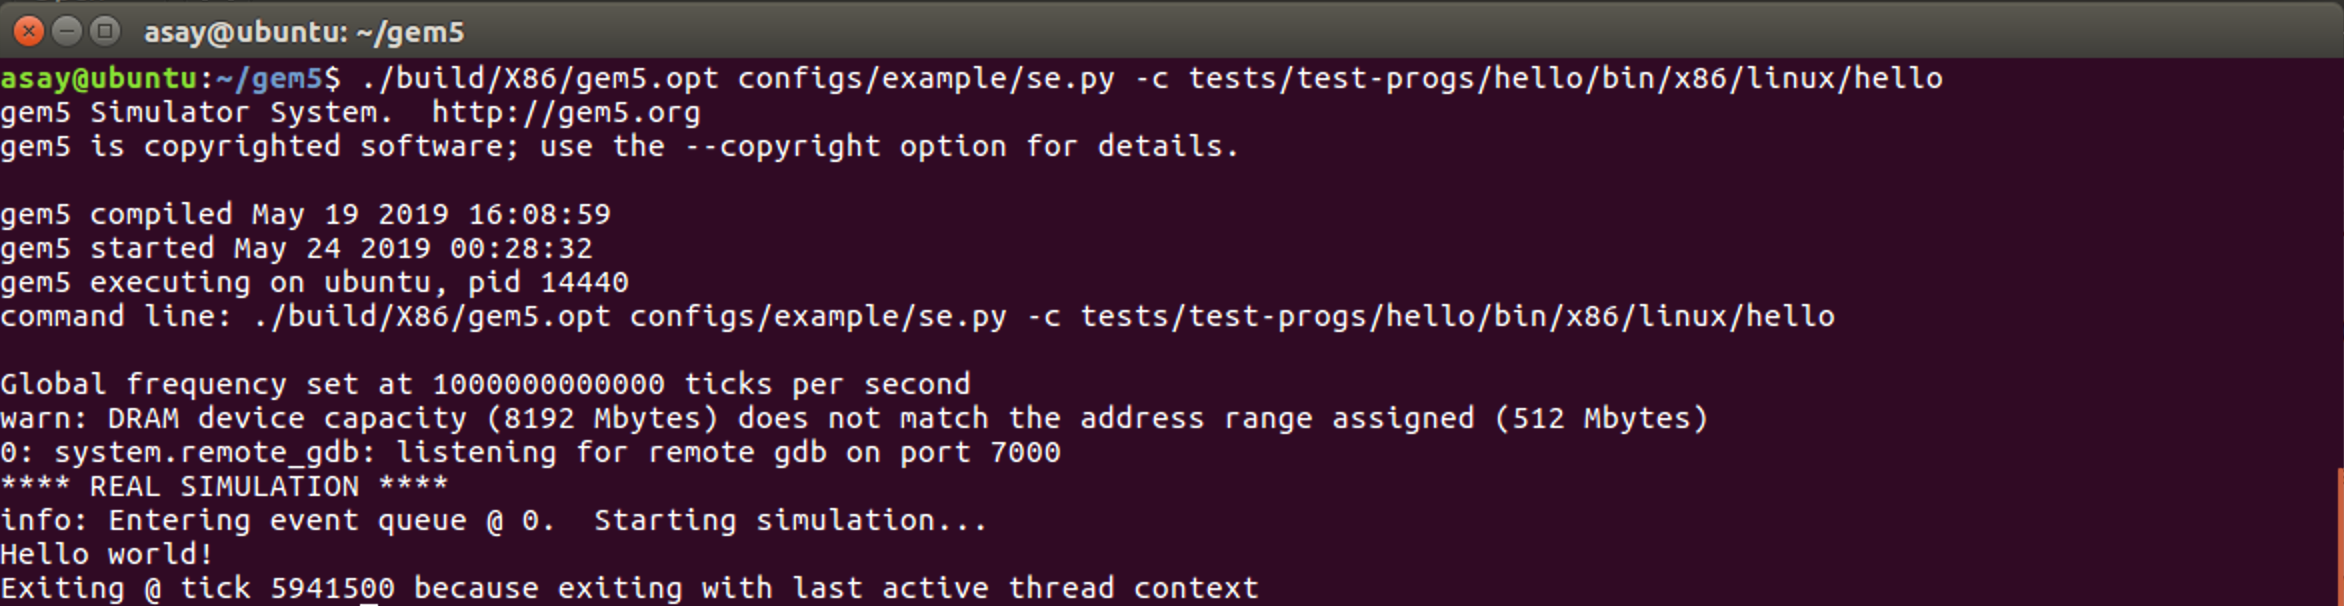 asay@ubuntu: ~/gem5
asay@ubuntu:~/gem5$ ./build/X86/gem5.opt configs/example/se.py -c tests/test-progs/hello/bin/x86/linux/hello
gem5 Simulator System.  http://gem5.org
gem5 is copyrighted software; use the --copyright option for details.
gem5 compiled May 19 2019 16:08:59
gem5 started May 24 2019 00:28:32
gem5 executing on ubuntu, pid 14440
command line: ./build/X86/gem5.opt configs/example/se.py -c tests/test-progs/hello/bin/x86/linux/hello
Global frequency set at 1000000000000 ticks per second
warn: DRAM device capacity (8192 Mbytes) does not match the address range assigned (512 Mbytes)
0: system.remote_gdb: listening for remote gdb on port 7000
**** REAL SIMULATION ****
info: Entering event queue @ 0.  Starting simulation...
Hello world!
Exiting @ tick 5941500 because exiting with last active thread context